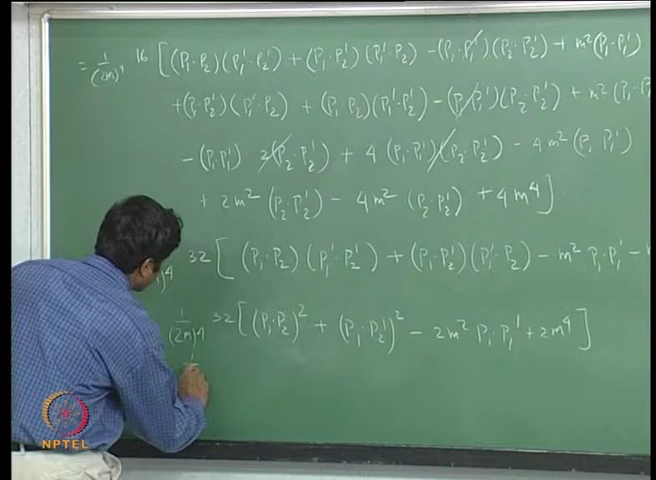 = 1/(2m)^4 16 [ (P₁·P₂)(P₁'·P₂') + (P₁·P₂')(P₁'·P₂) - (P₁·P₁')(P₂·P₂') + m²(P₁·P₁')
+(P₁·P₂')(P₁'·P₂) + (P₁·P₂)(P₁'·P₂') - (P₁·P₁')(P₂·P₂') + m²(P₁·P
- (P₁·P₁') 2(P₂·P₂') + 4(P₁·P₁')(P₂·P₂') - 4m²(P₁·P₁')
+ 2m²(P₂·P₂') - 4m²(P₂·P₂') + 4m⁴].
)4 32 [ (P₁·P₂)(P₁'·P₂') + (P₁·P₂')(P₁'·P₂) - m² P₁·P₁' -
1/(2m)4 32 [ (P₁·P₂)² + (P₁·P₂')² - 2m² P₁·P₁' + 2m⁴ ]
NPTEL